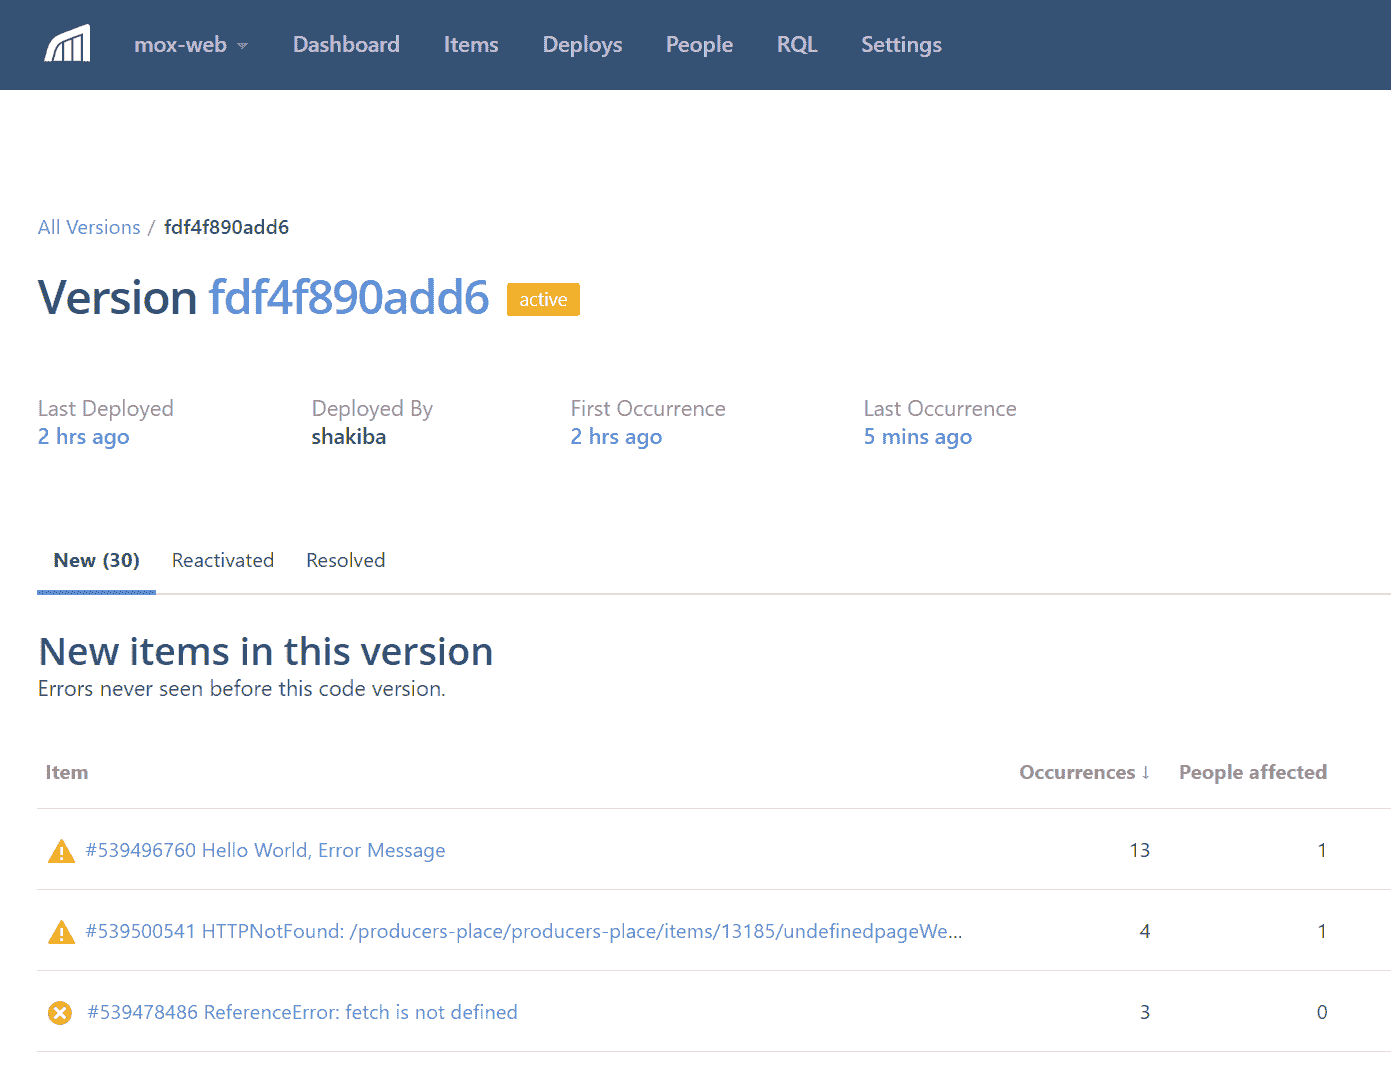 mox-web Dashboard Items Deploys People RQL Settings
All Versions / fdf4f890add6
Version fdf4f890add6 active
Last Deployed Deployed By First Occurrence Last Occurrence
2 hrs ago shakiba 2 hrs ago 5 mins ago
New (30) Reactivated Resolved
New items in this version
Errors never seen before this code version.
Item Occurrences ↓ People affected
#539496760 Hello World, Error Message 13 1
#539500541 HTTPNotFound: /producers-place/producers-place/items/13185/undefinedpageWe... 4 1
#539478486 ReferenceError: fetch is not defined 3 0